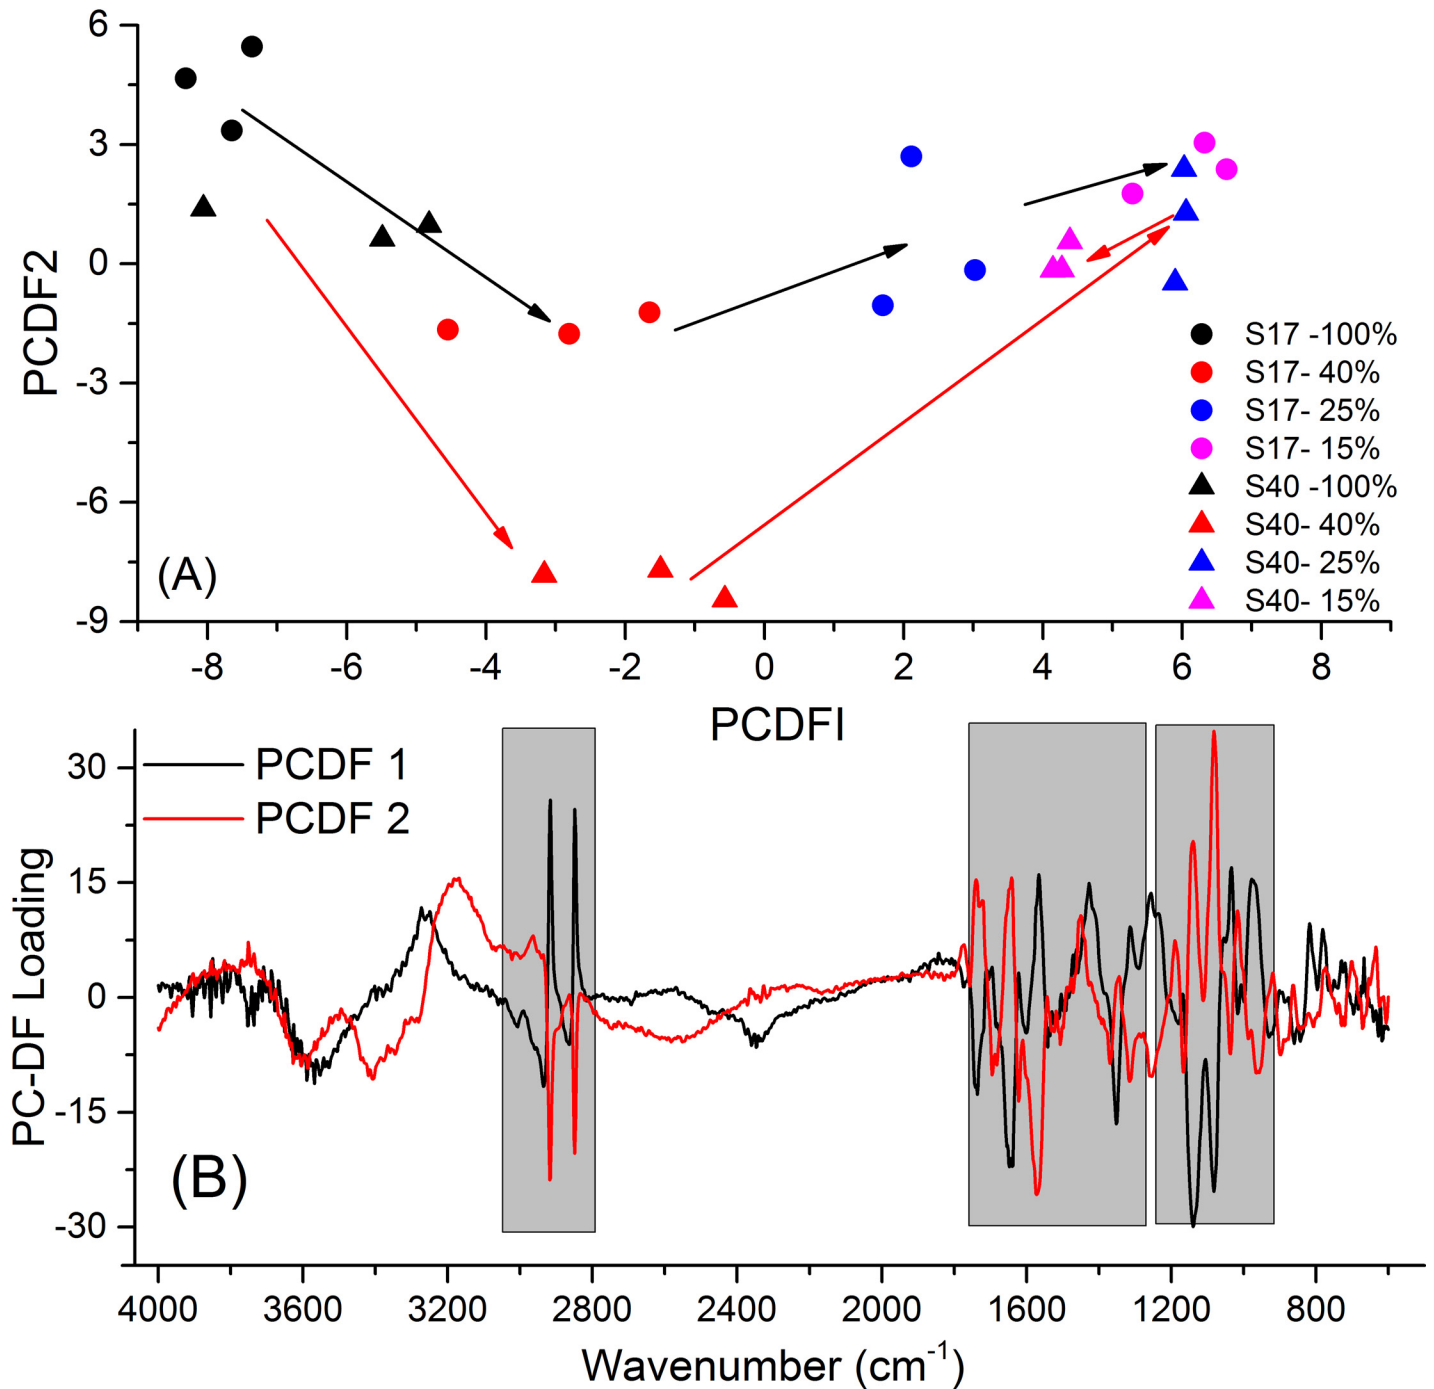 6
3
0
-3
-6
-9
PCDF2
(A)
S17 -100%
S17- 40%
S17- 25%
S17- 15%
S40 -100%
S40- 40%
S40- 25%
S40- 15%
-8 -6 -4 -2 0 2 4 6 8
PCDFI
PCDF 1
PCDF 2
30
15
0
-15
-30
PC-DF Loading
(B)
4000 3600 3200 2800 2400 2000 1600 1200 800
Wavenumber (cm⁻¹)